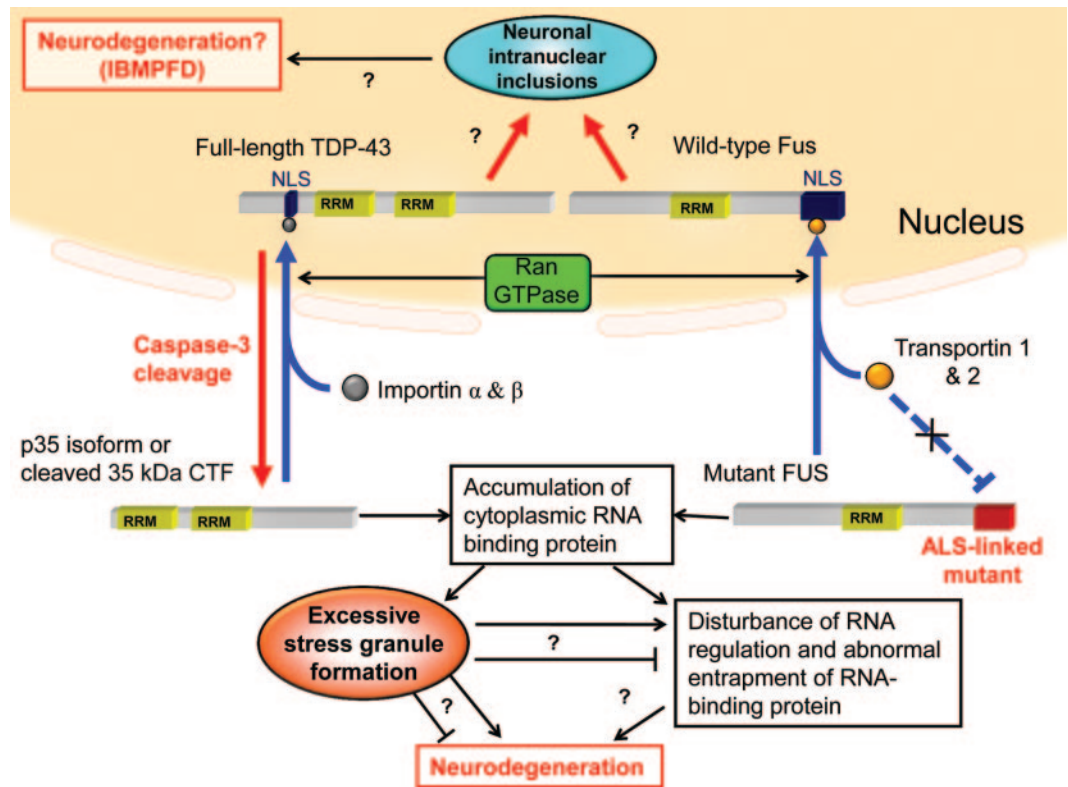 Neurodegeneration?
(IBMPFD)
?
Neuronal
intranuclear
inclusions
?
?
Full-length TDP-43
Wild-type Fus
NLS
RRM
RRM
NLS
RRM
Nucleus
Ran
GTPase
Caspase-3
cleavage
Importin α & β
Transportin 1
& 2
p35 isoform or
cleaved 35 kDa CTF
RRM
RRM
Accumulation of
cytoplasmic RNA
binding protein
Mutant FUS
RRM
ALS-linked
mutant
Excessive
stress granule
formation
?
Disturbance of RNA
regulation and abnormal
entrapment of RNA-
binding protein
?
?
Neurodegeneration